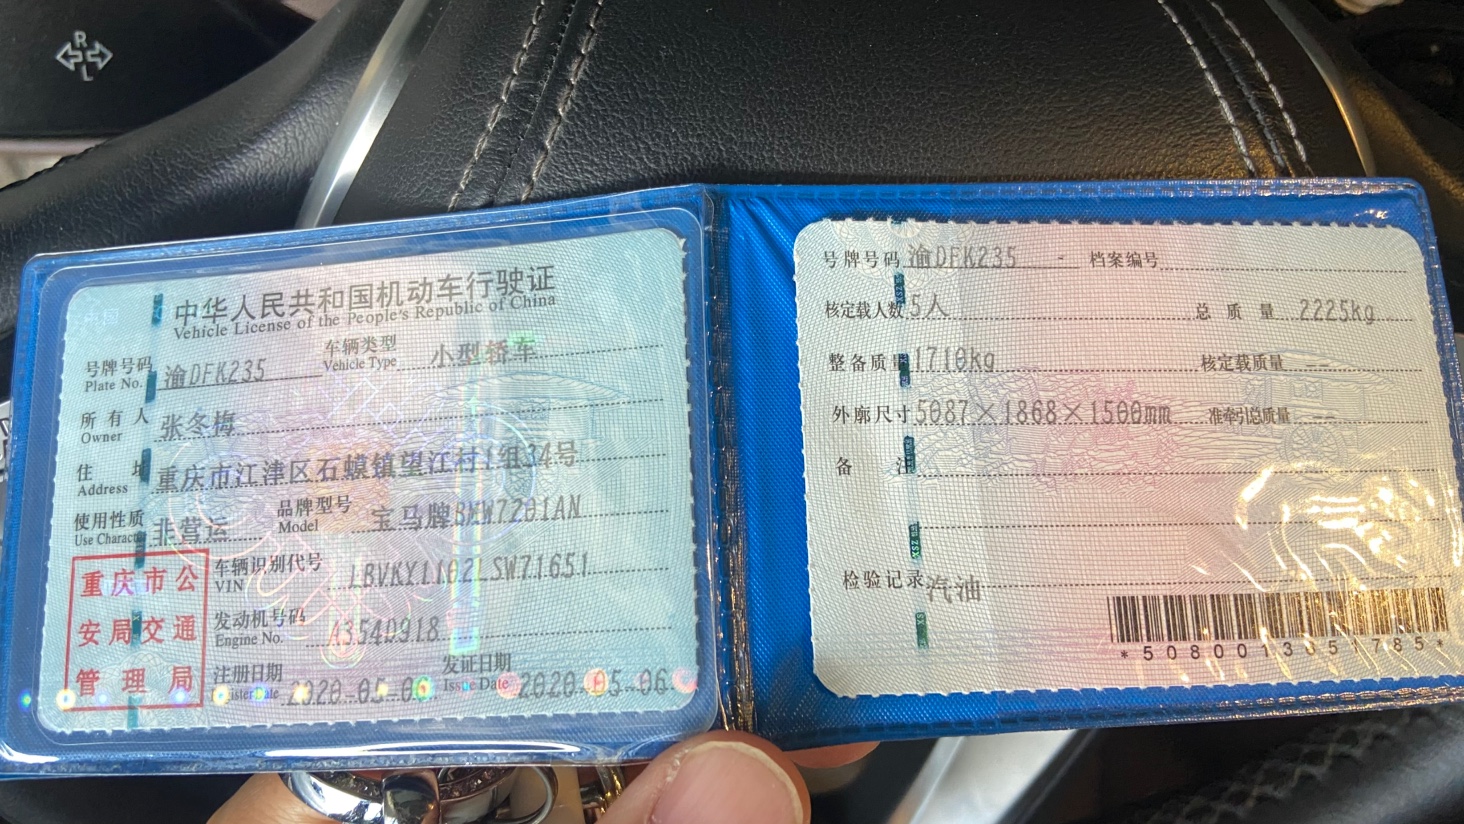 R
L
中华人民共和国机动车行驶证
Vehicle License of the People's Republic of China
号牌号码 渝DFK235 车辆类型 小型轿车
Plate No. Vehicle Type
所有人 张冬梅
Owner
住址 重庆市江津区石蟆镇望江村1组34号
Address
使用性质 非营运 品牌型号 宝马牌BMW7201AN
Use Character Model
重庆市公
安局交通
管理局
车辆识别代号 LBVKY1102LSW71651
VIN
发动机号码 A3540918
Engine No.
注册日期 2020-05-06 发证日期 2020-05-06
Register Date Issue Date
号牌号码 渝DFK235 - 档案编号
核定载人数 5人 总质量 2225kg
整备质量 1710kg 核定载质量 --
外廓尺寸 5087×1868×1500mm 准牵引总质量 --
备注
检验记录 汽油
*5080013651785*